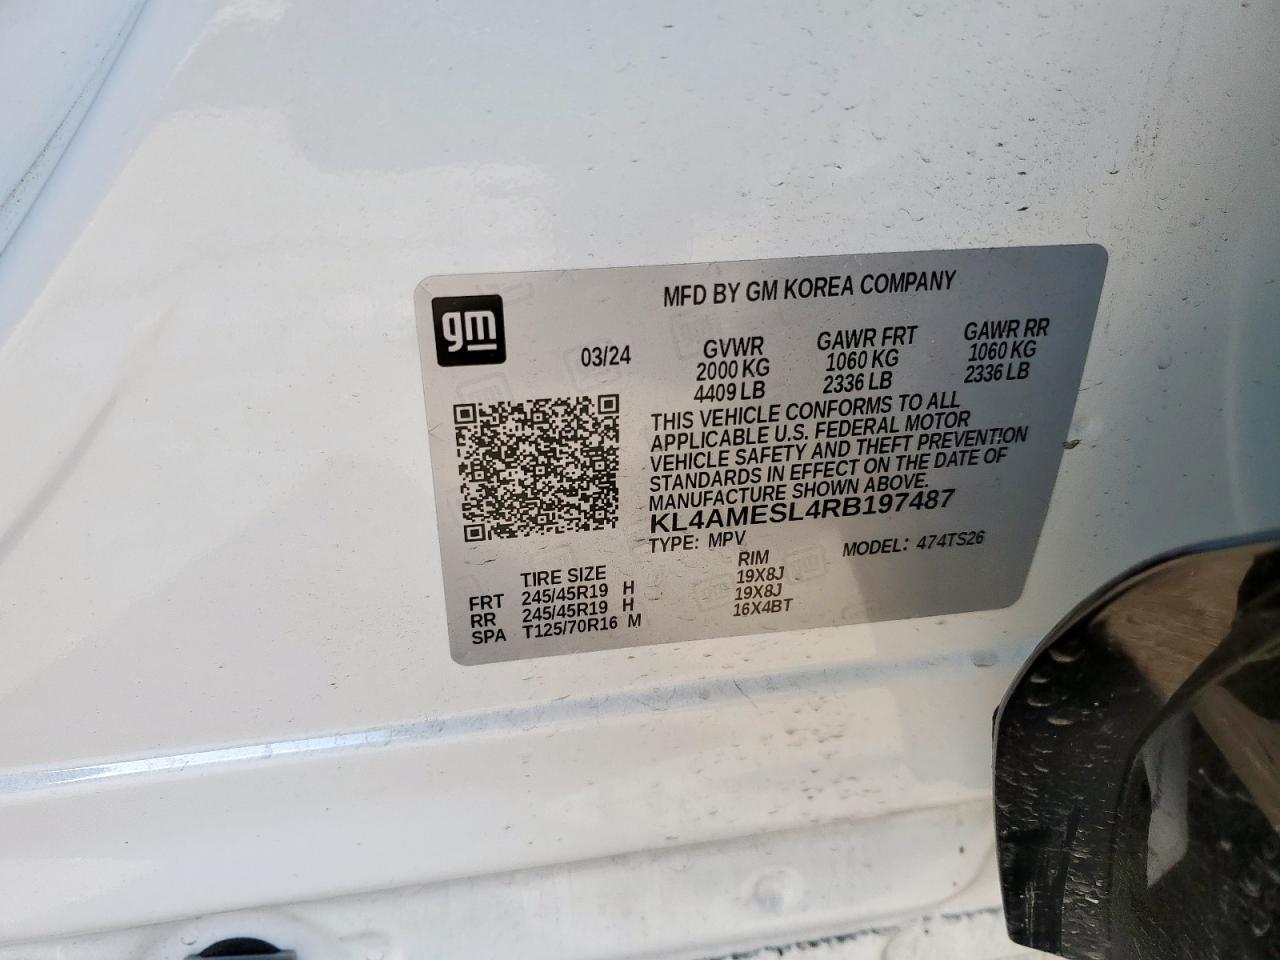 gm
MFD BY GM KOREA COMPANY
03/24
GVWR
2000 KG
4409 LB
GAWR FRT
1060 KG
2336 LB
GAWR RR
1060 KG
2336 LB
THIS VEHICLE CONFORMS TO ALL
APPLICABLE U.S. FEDERAL MOTOR
VEHICLE SAFETY AND THEFT PREVENTION
STANDARDS IN EFFECT ON THE DATE OF
MANUFACTURE SHOWN ABOVE.
KL4AMESL4RB197487
TYPE: MPV
MODEL: 474TS26
TIRE SIZE RIM
FRT 245/45R19 H 19X8J
RR 245/45R19 H 19X8J
SPA T125/70R16 M 16X4BT